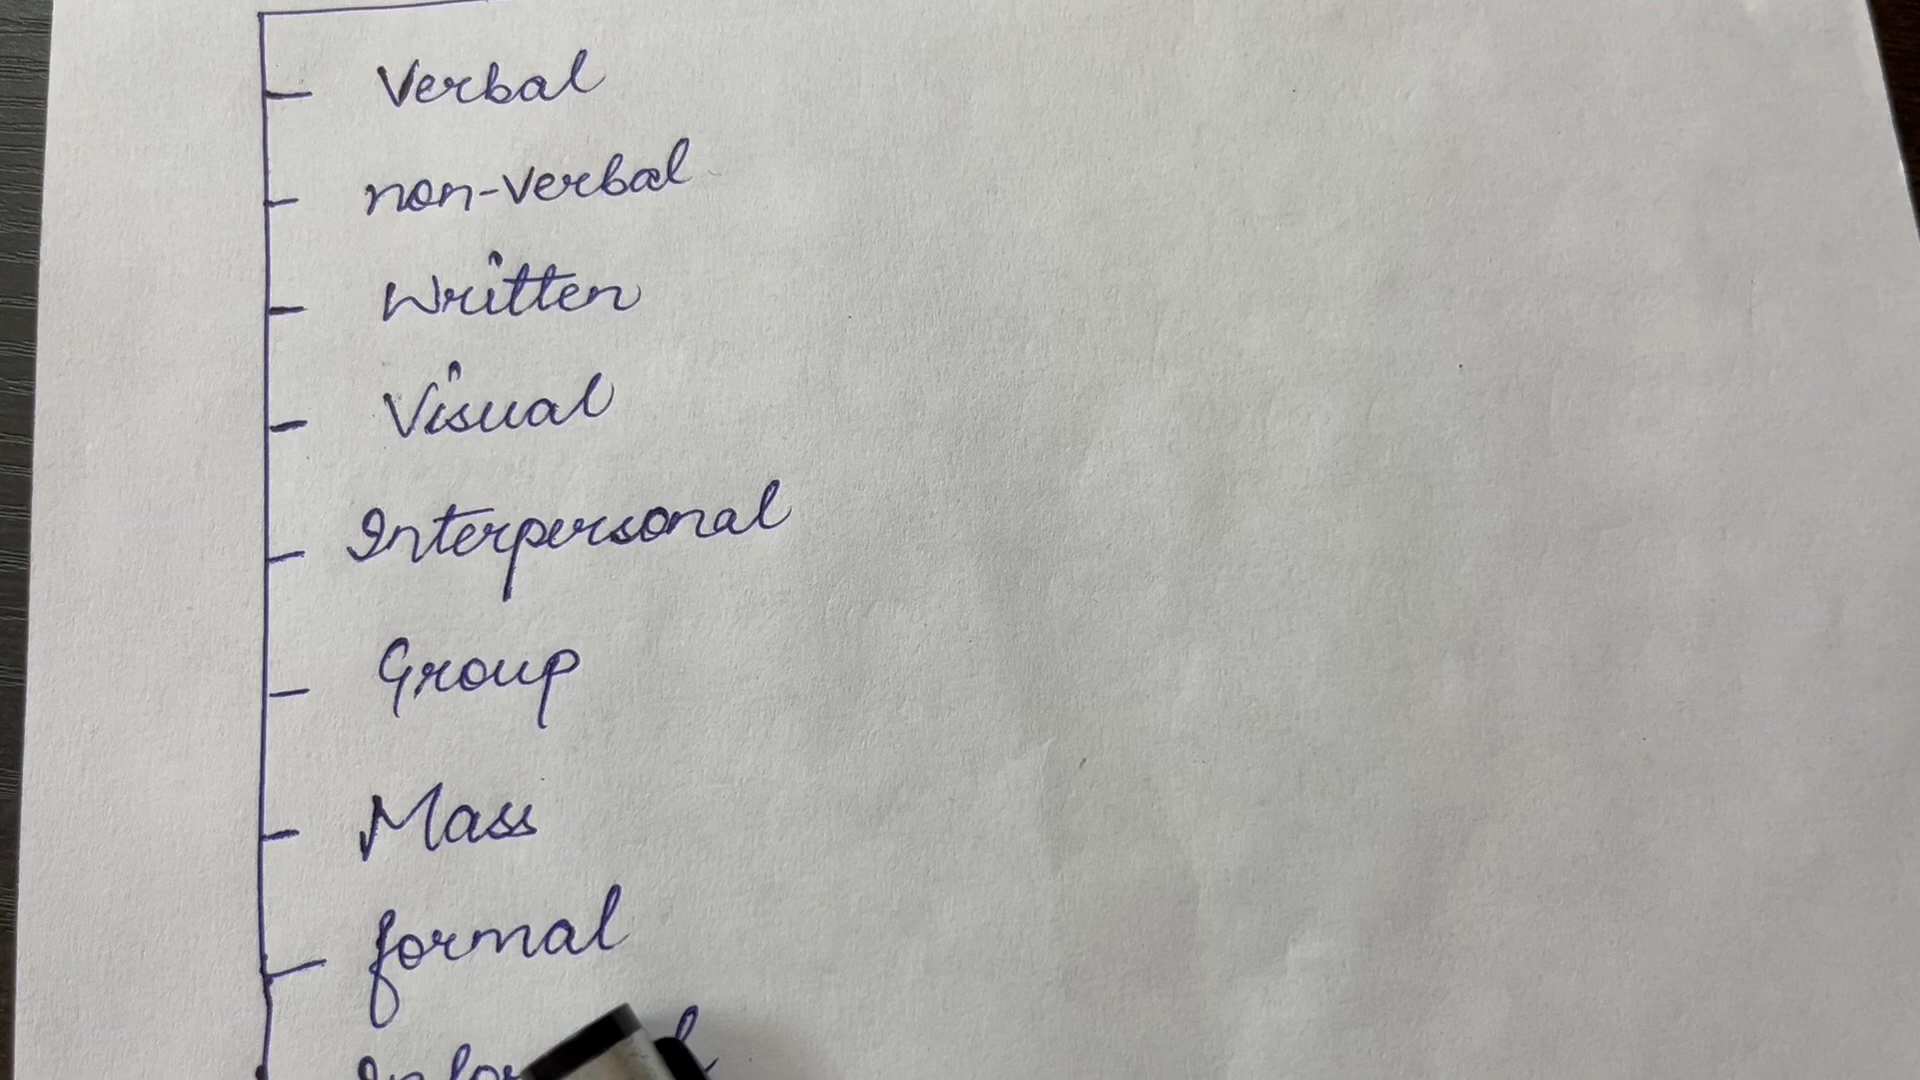 Verbal
non-verbal
Written
Visual
Interpersonal
Group
Mass
formal